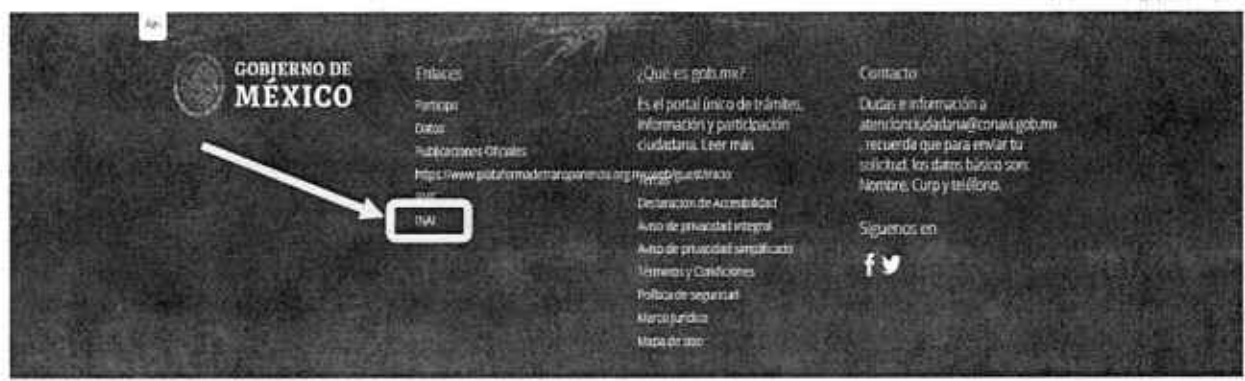 GOBIERNO DE
MÉXICO
Enlaces
Participa
Datos
Publicaciones Oficiales
https://www.plataformadetransparencia.org.mx/web/guest/inicio
INAI
¿Qué es gob.mx?
Es el portal único de trámites,
información y participación
ciudadana. Leer más
Temas
Declaración de Accesibilidad
Aviso de privacidad integral
Aviso de privacidad simplificado
Términos y Condiciones
Política de seguridad
Marco Jurídico
Mapa de sitio
Contacto
Dudas e información a
atencionciudadana@conavi.gob.mx
, recuerda que para enviar tu
solicitud, los datos básico son:
Nombre, Curp y teléfono.
Síguenos en